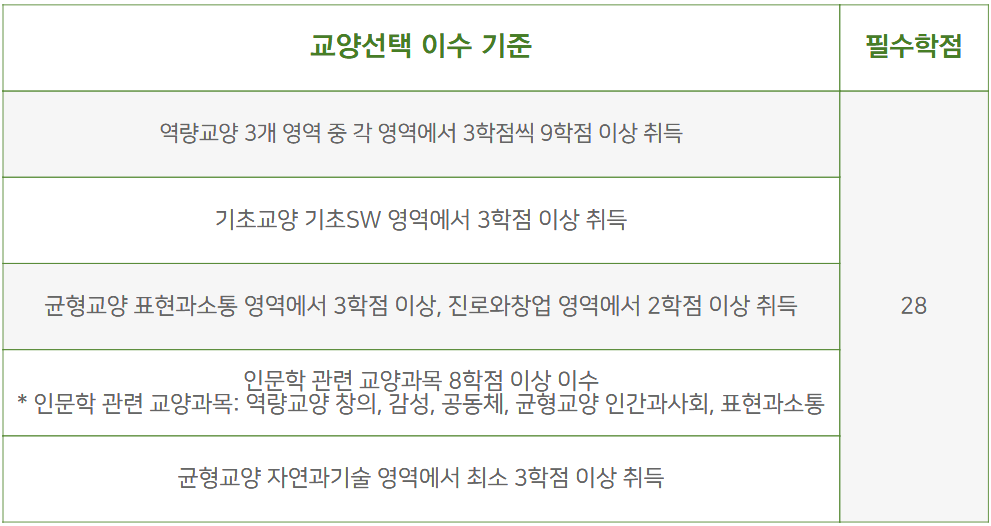 교양선택 이수 기준
필수학점
역량교양 3개 영역 중 각 영역에서 3학점씩 9학점 이상 취득
기초교양 기초SW 영역에서 3학점 이상 취득
균형교양 표현과소통 영역에서 3학점 이상, 진로와창업 영역에서 2학점 이상 취득
28
인문학 관련 교양과목 8학점 이상 이수
* 인문학 관련 교양과목: 역량교양 창의, 감성, 공동체, 균형교양 인간과사회, 표현과소통
균형교양 자연과기술 영역에서 최소 3학점 이상 취득